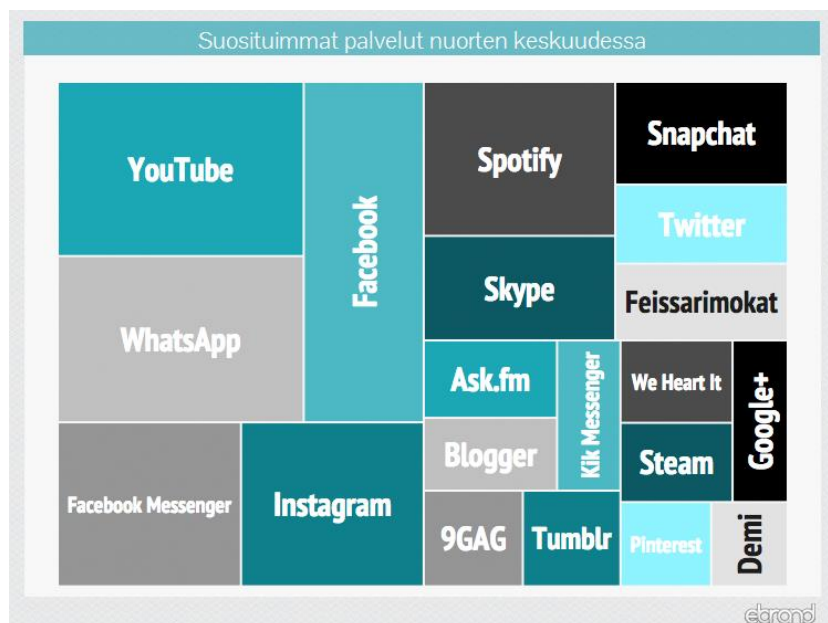 Suosituimmat palvelut nuorten keskuudessa
YouTube
Facebook
Spotify
Snapchat
Twitter
WhatsApp
Skype
Feissarimokat
Ask.fm
Kik Messenger
We Heart It
Google+
Blogger
Steam
Facebook Messenger
Instagram
9GAG
Tumblr
Pinterest
Demi
ebrand